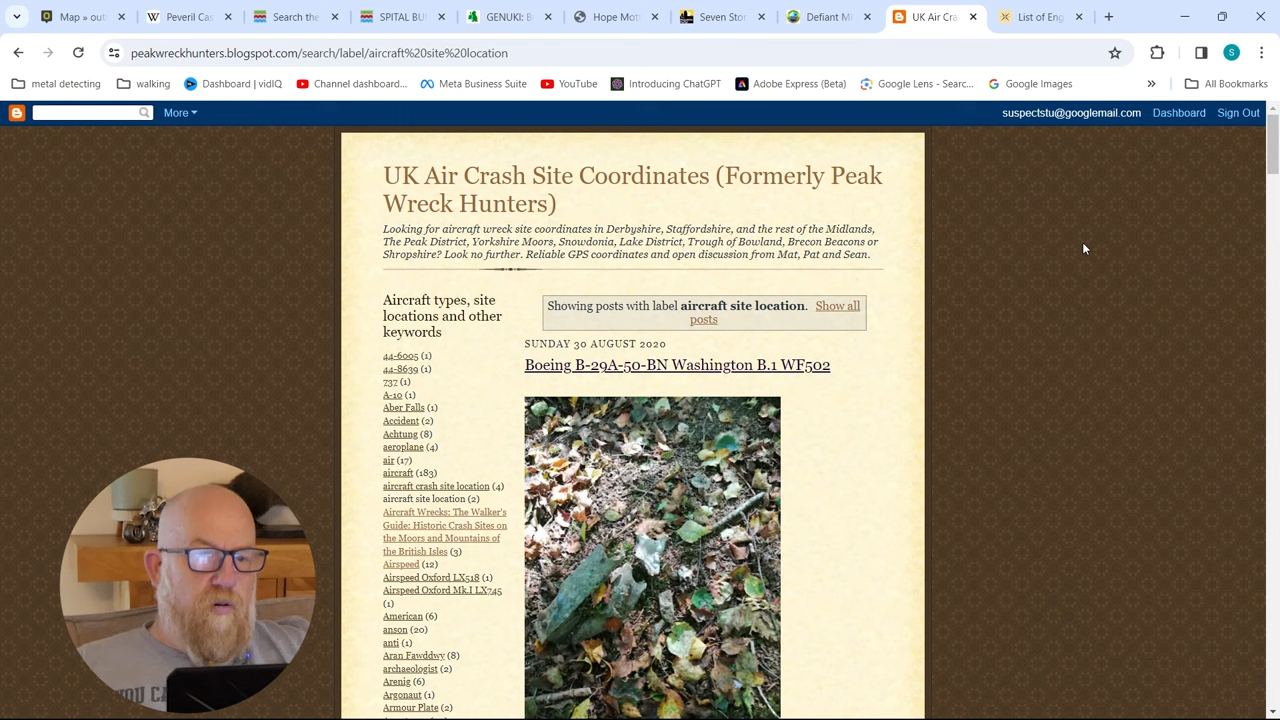 Map »
Peveril Cas
Search the
SPITAL BU
GENUKI: B
Hope Mot
Seven Stor
Defiant M
UK Air Cra
List of Eng
peakwreckhunters.blogspot.com/search/label/aircraft%20site%20location
S
metal detecting
walking
Dashboard | vidIQ
Channel dashboard...
Meta Business Suite
YouTube
Introducing ChatGPT
Adobe Express (Beta)
Google Lens - Searc...
Google Images
»
All Bookmarks
More
suspectstu@googlemail.com
Dashboard
Sign Out
UK Air Crash Site Coordinates (Formerly Peak
Wreck Hunters)
Looking for aircraft wreck site coordinates in Derbyshire, Staffordshire, and the rest of the Midlands,
The Peak District, Yorkshire Moors, Snowdonia, Lake District, Trough of Bowland, Brecon Beacons or
Shropshire? Look no further. Reliable GPS coordinates and open discussion from Mat, Pat and Sean.
Aircraft types, site
locations and other
keywords
44-6005 (1)
44-8639 (1)
737 (1)
A-10 (1)
Aber Falls (1)
Accident (2)
Achtung (8)
aeroplane (4)
air (17)
aircraft (183)
aircraft crash site location (4)
aircraft site location (2)
Aircraft Wrecks: The Walker's
Guide: Historic Crash Sites on
the Moors and Mountains of
the British Isles (3)
Airspeed (12)
Airspeed Oxford LX518 (1)
Airspeed Oxford Mk.I LX745
(1)
American (6)
anson (20)
anti (1)
Aran Fawddwy (8)
archaeologist (2)
Arenig (6)
Argonaut (1)
Armour Plate (2)
Showing posts with label aircraft site location. Show all
posts
SUNDAY 30 AUGUST 2020
Boeing B-29A-50-BN Washington B.1 WF502